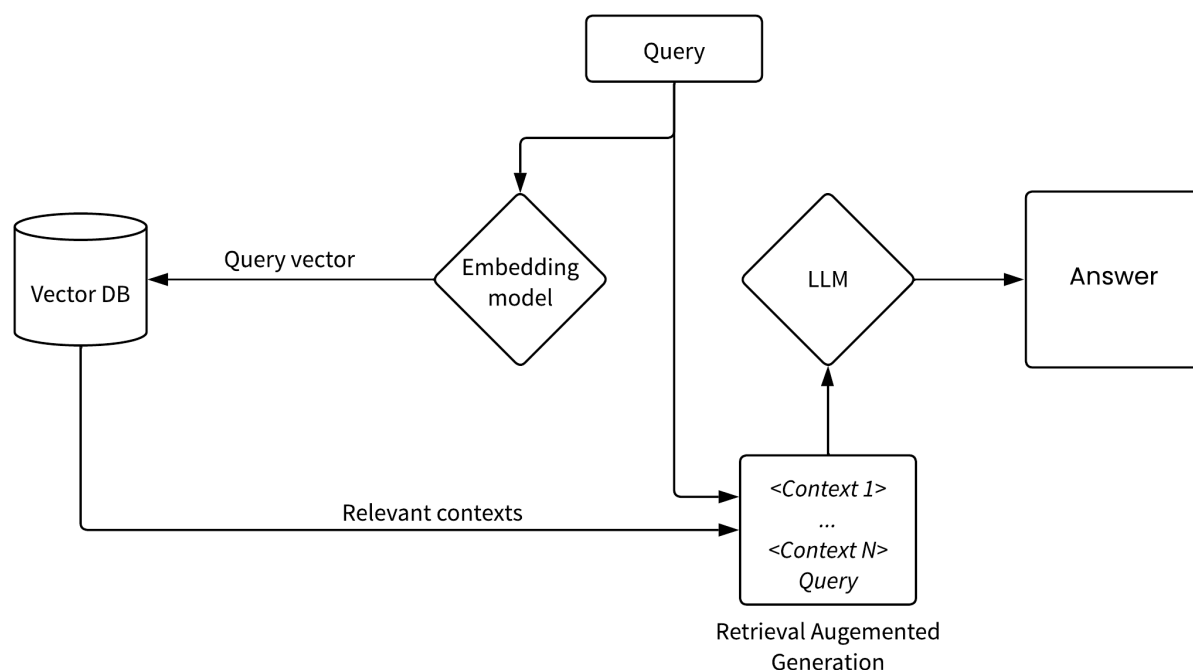 Query
Query vector
Embedding
model
Vector DB
LLM
Answer
Relevant contexts
<Context 1>
...
<Context N>
Query
Retrieval Augemented
Generation